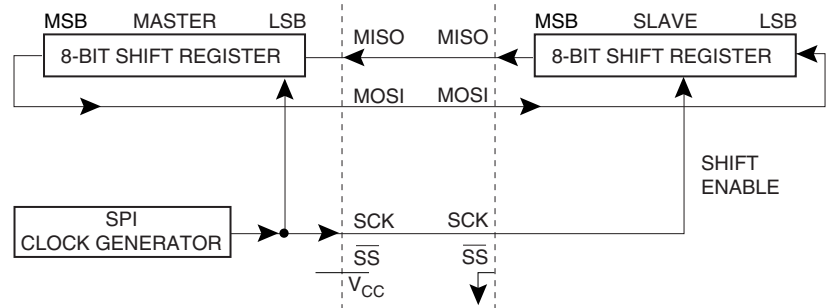 MSB MASTER LSB
8-BIT SHIFT REGISTER
MISO MISO
MSB SLAVE LSB
8-BIT SHIFT REGISTER
MOSI MOSI
SHIFT
ENABLE
SPI
CLOCK GENERATOR
SCK SCK
SS SS
VCC